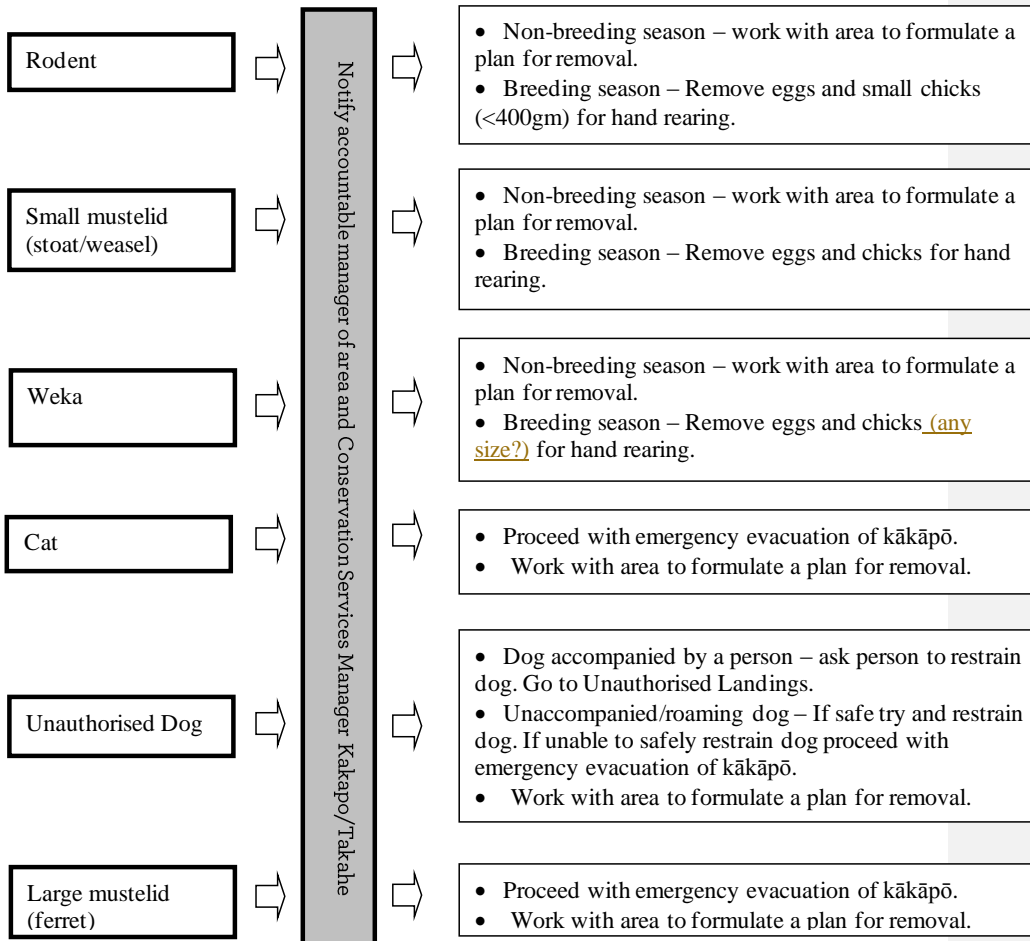 Rodent
• Non-breeding season – work with area to formulate a
plan for removal.
• Breeding season – Remove eggs and small chicks
(<400gm) for hand rearing.
Notify accountable manager of area and Conservation Services Manager Kakapo/Takahe
Small mustelid
(stoat/weasel)
• Non-breeding season – work with area to formulate a
plan for removal.
• Breeding season – Remove eggs and chicks for hand
rearing.
Weka
• Non-breeding season – work with area to formulate a
plan for removal.
• Breeding season – Remove eggs and chicks (any
size?) for hand rearing.
Cat
• Proceed with emergency evacuation of kākāpō.
• Work with area to formulate a plan for removal.
Unauthorised Dog
• Dog accompanied by a person – ask person to restrain
dog. Go to Unauthorised Landings.
• Unaccompanied/roaming dog – If safe try and restrain
dog. If unable to safely restrain dog proceed with
emergency evacuation of kākāpō.
• Work with area to formulate a plan for removal.
Large mustelid
(ferret)
• Proceed with emergency evacuation of kākāpō.
• Work with area to formulate a plan for removal.